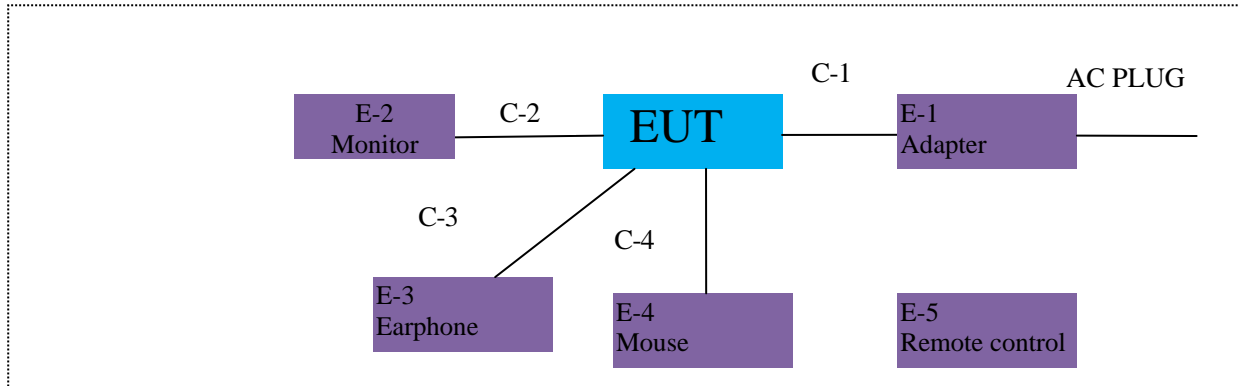 C-1
AC PLUG
E-2
Monitor
C-2
EUT
E-1
Adapter
C-3
C-4
E-3
Earphone
E-4
Mouse
E-5
Remote control